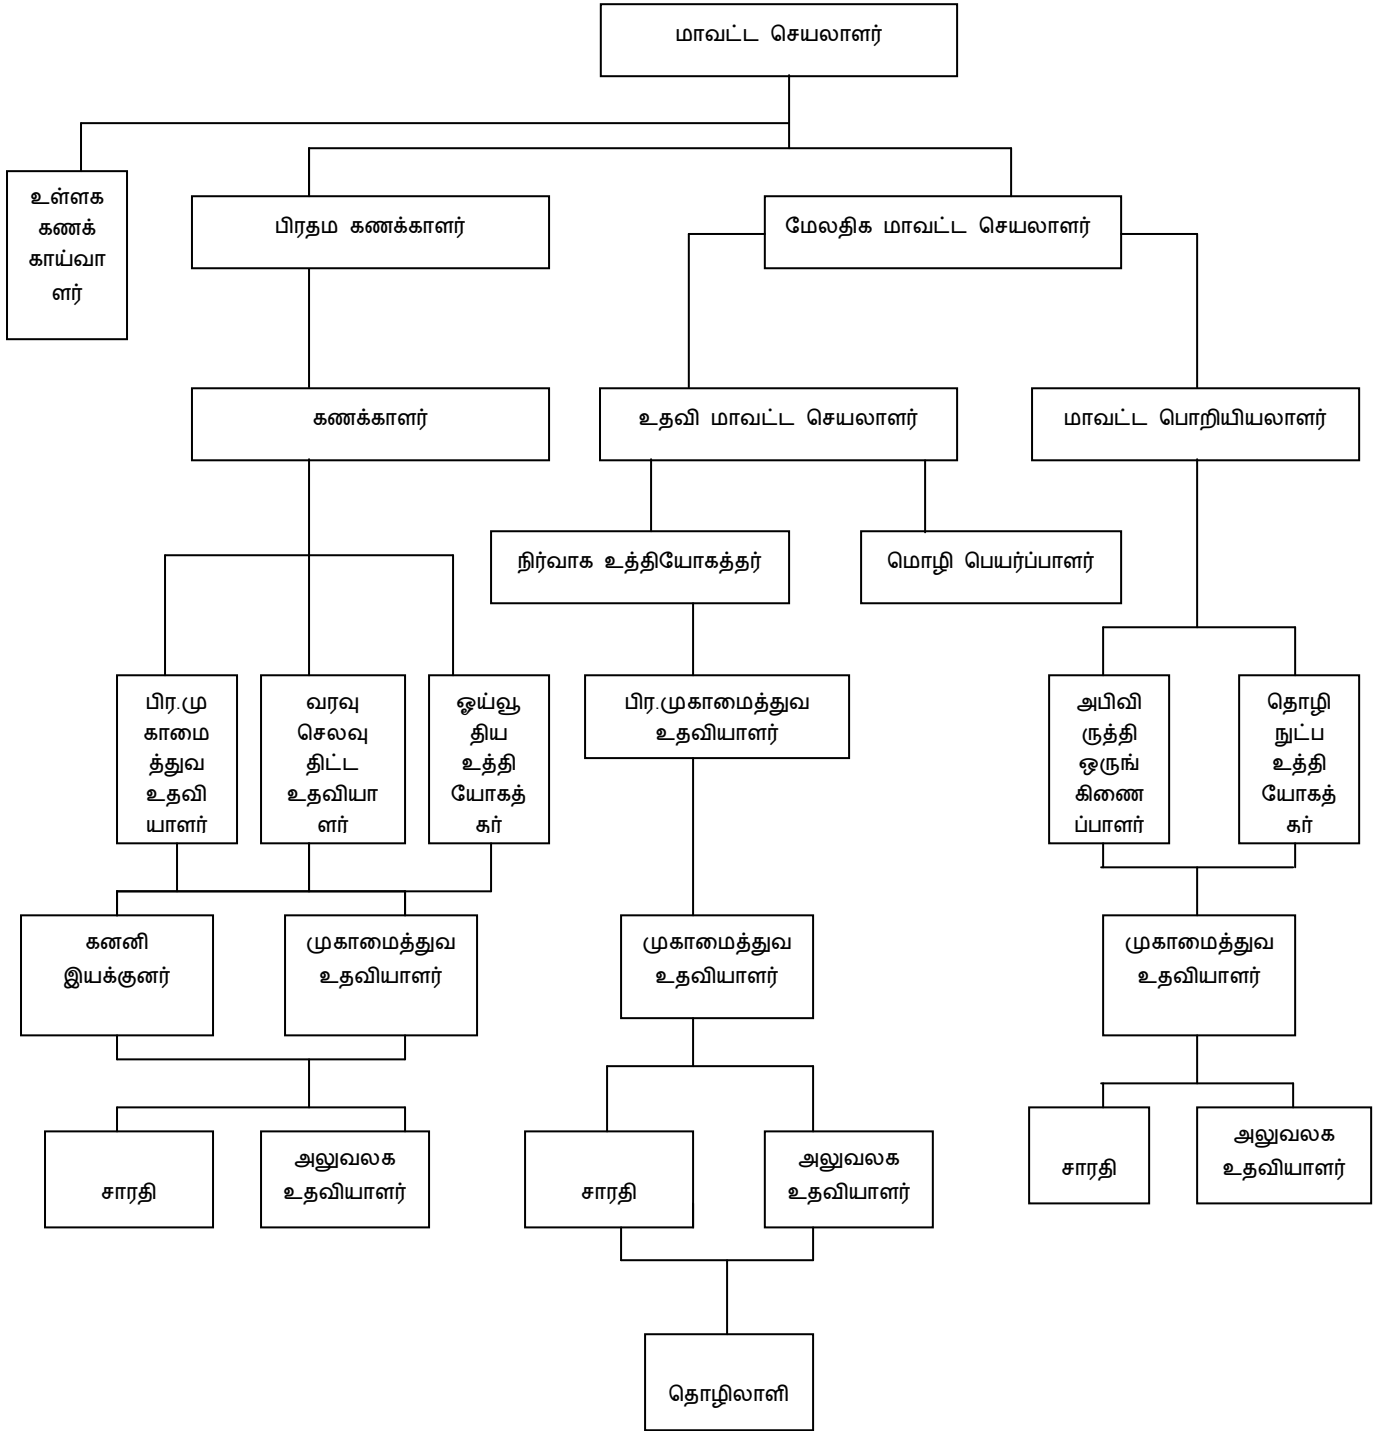 மாவட்ட செயலாளர்
உள்ளக
கணக்
காய்வா
ளர்
பிரதம கணக்காளர்
மேலதிக மாவட்ட செயலாளர்
கணக்காளர்
உதவி மாவட்ட செயலாளர்
மாவட்ட பொறியியலாளர்
நிர்வாக உத்தியோகத்தர்
மொழி பெயர்ப்பாளர்
பிர.மு
காமை
த்துவ
உதவி
யாளர்
வரவு
செலவு
திட்ட
உதவியா
ளர்
ஓய்வூ
திய
உத்தி
யோகத்
தர்
பிர.முகாமைத்துவ
உதவியாளர்
அபிவி
ருத்தி
ஒருங்
கிணை
ப்பாளர்
தொழி
நுட்ப
உத்தி
யோகத்
தர்
கனனி
இயக்குனர்
முகாமைத்துவ
உதவியாளர்
முகாமைத்துவ
உதவியாளர்
முகாமைத்துவ
உதவியாளர்
சாரதி
அலுவலக
உதவியாளர்
சாரதி
அலுவலக
உதவியாளர்
சாரதி
அலுவலக
உதவியாளர்
தொழிலாளி